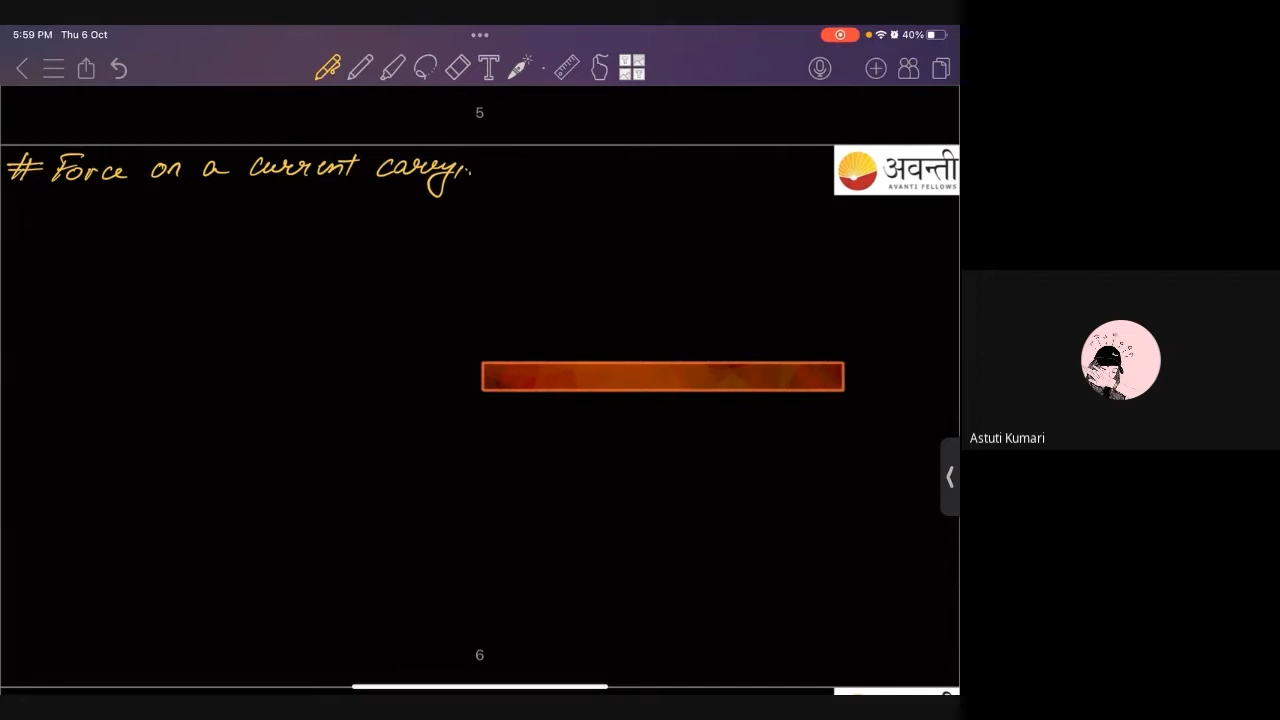 5:59 PM Thu 6 Oct
40%
5
# Force on a current carryi
अवन्ती
AVANTI FELLOWS
Astuti Kumari
6